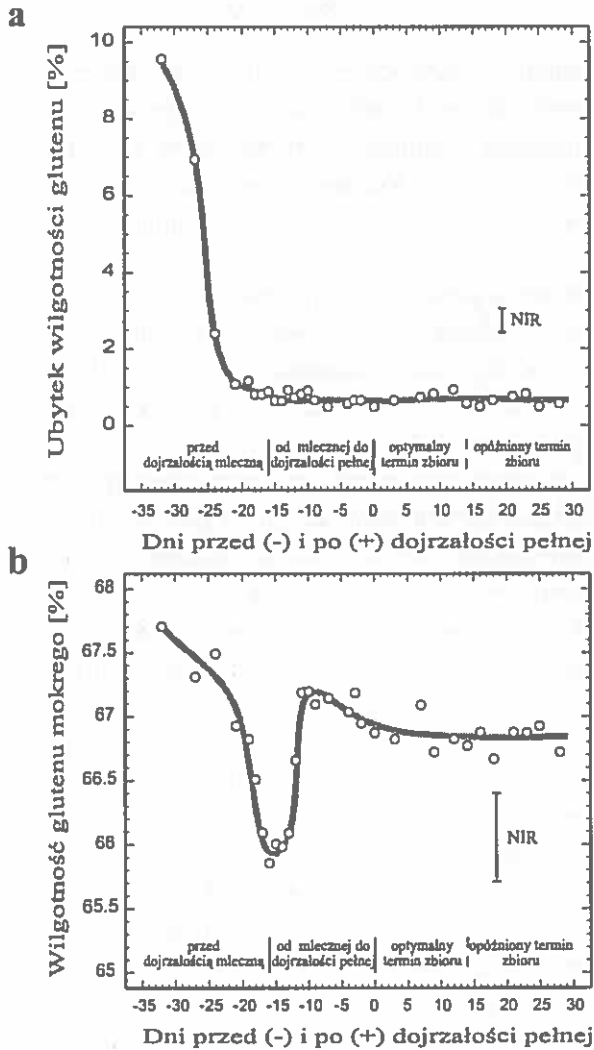 a
Ubytek wilgotności glutenu [%]
10
8
6
4
2
0
NIR
przed
dojrzałością mleczną
od mlecznej do
dojrzałości pełnej
optymalny
termin zbioru
opóźniony termin
zbioru
-35 -30 -25 -20 -15 -10 -5 0 5 10 15 20 25 30
Dni przed (-) i po (+) dojrzałości pełnej
b
Wilgotność glutenu mokrego [%]
68
67.5
67
66.5
68
65.5
65
NIR
przed
dojrzałością mleczną
od mlecznej do
dojrzałości pełnej
optymalny
termin zbioru
opóźniony termin
zbioru
-35 -30 -25 -20 -15 -10 -5 0 5 10 15 20 25 30
Dni przed (-) i po (+) dojrzałości pełnej